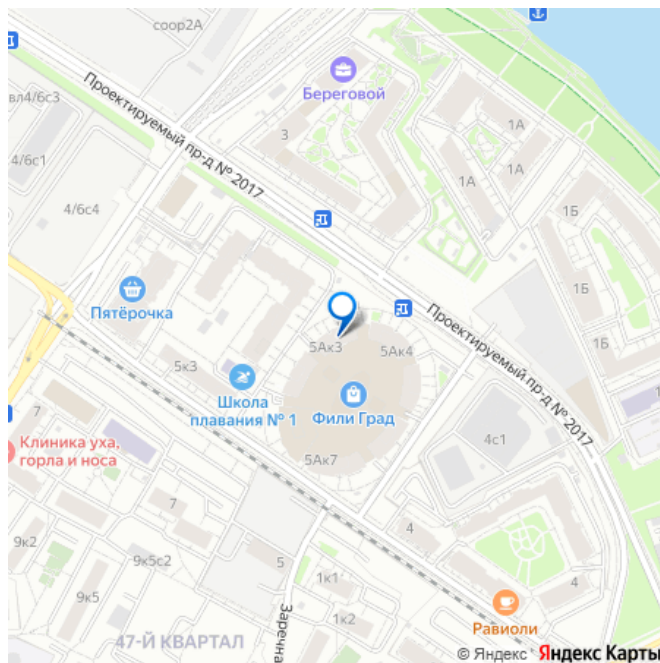 соор2А
вл4/6с3
Проектируемый пр-д № 2017
Береговой
3
1А
1А
1А
4/6с1
4/6с4
1Б
1Б
1Б
Пятёрочка
Проектируемый пр-д № 2017
5Ак3
5Ак4
5к3
Школа
плавания № 1
Фили Град
7
Клиника уха,
горла и носа
4с1
5Ак7
7
9к2
9к5с2
5
4
4
1к1
9к5
1к2
Заречна
Равиоли
47-Й КВАРТАЛ
© Яндекс Яндекс Карты